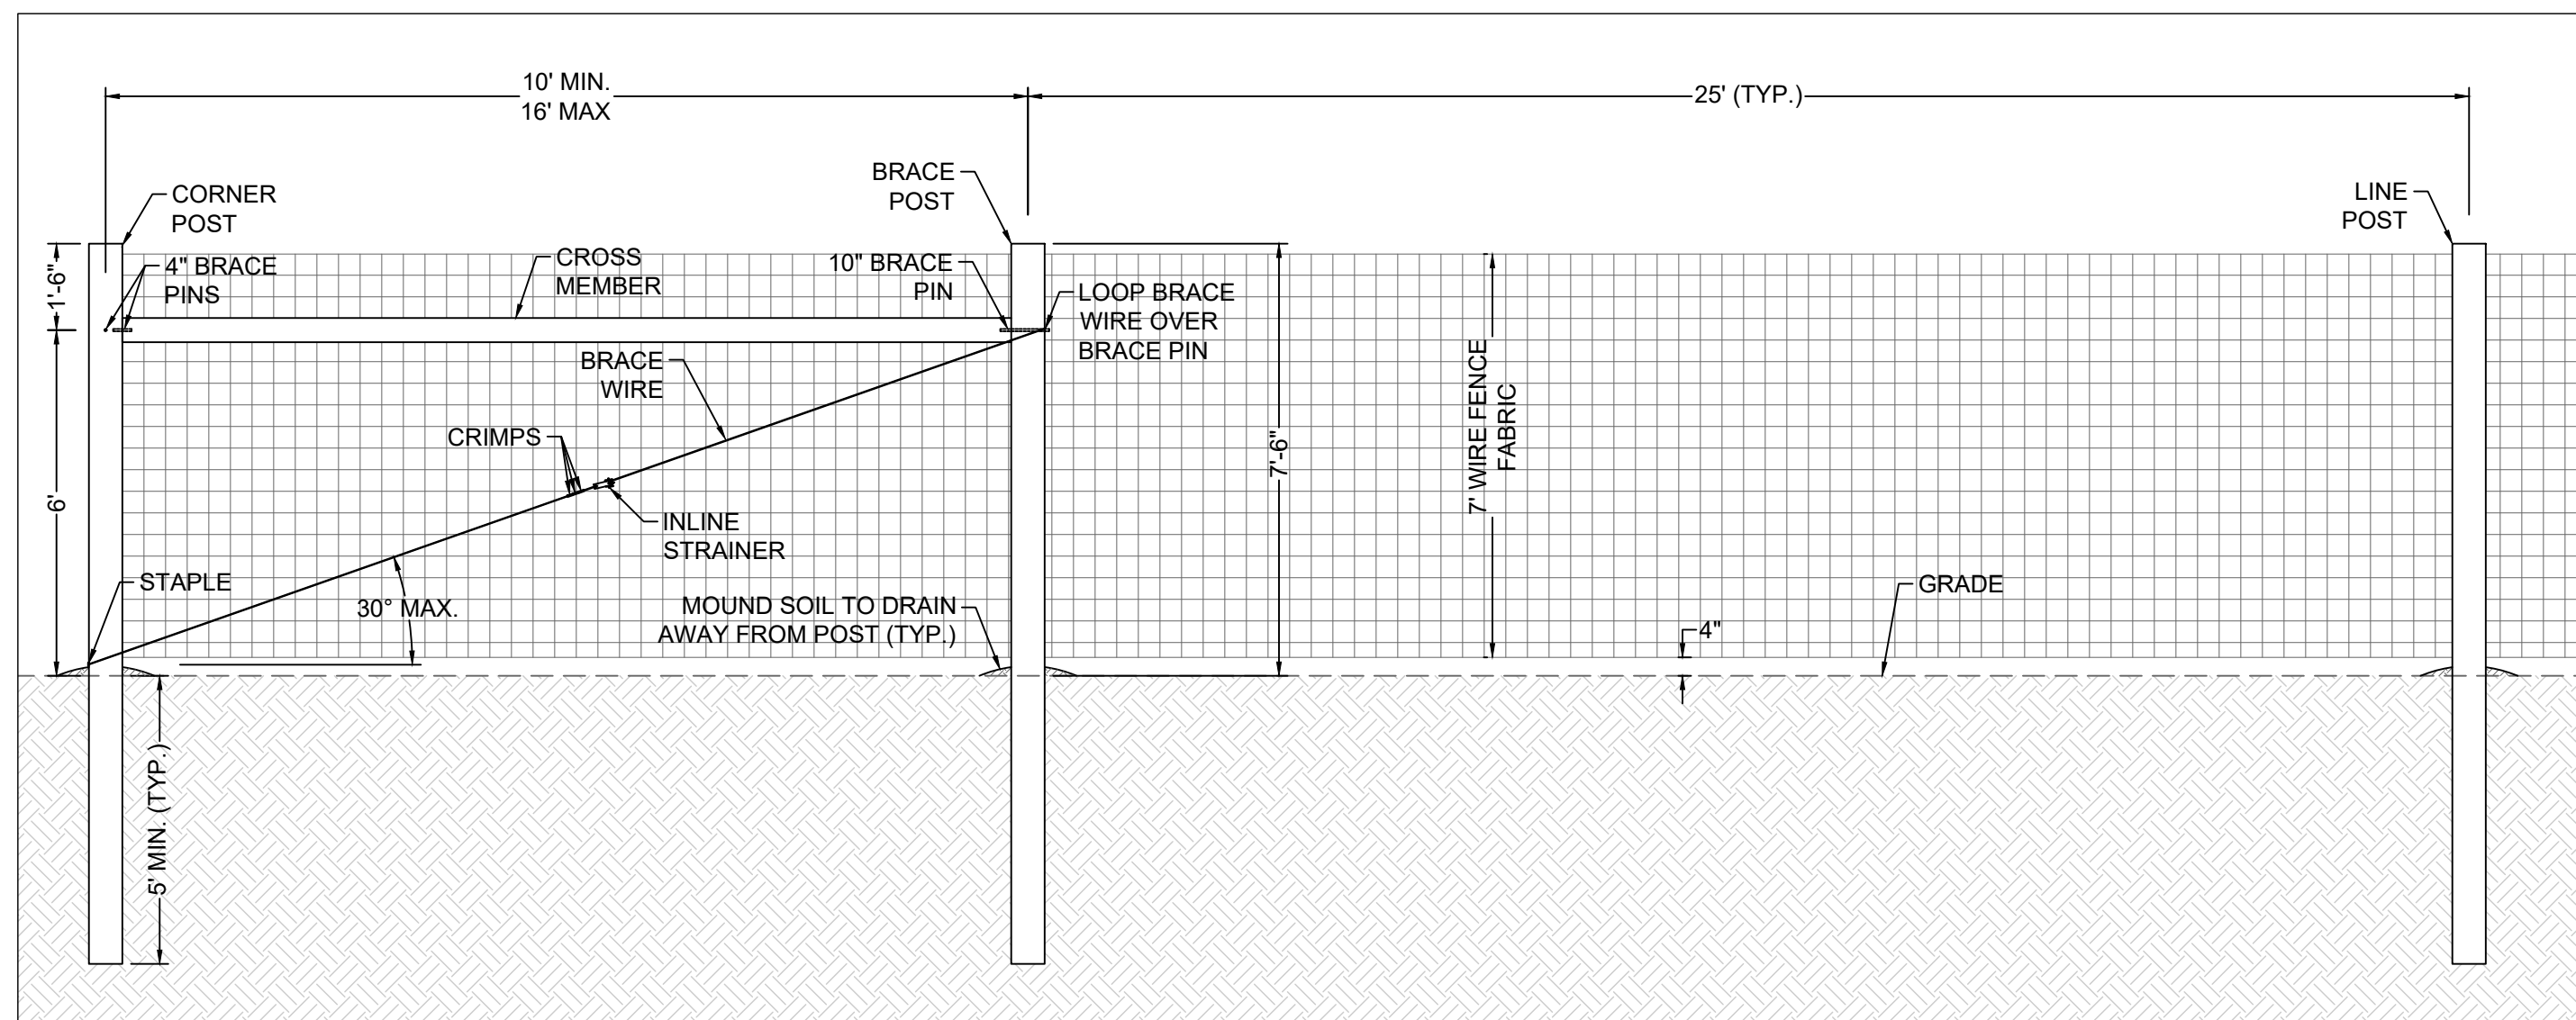 10' MIN.
16' MAX
25' (TYP.)
CORNER
POST
BRACE
POST
LINE
POST
1'-6"
4" BRACE
PINS
CROSS
MEMBER
10" BRACE
PIN
LOOP BRACE
WIRE OVER
BRACE PIN
BRACE
WIRE
CRIMPS
7'-6"
7' WIRE FENCE
FABRIC
6'
INLINE
STRAINER
STAPLE
30° MAX.
MOUND SOIL TO DRAIN
AWAY FROM POST (TYP.)
GRADE
4"
5' MIN. (TYP.)